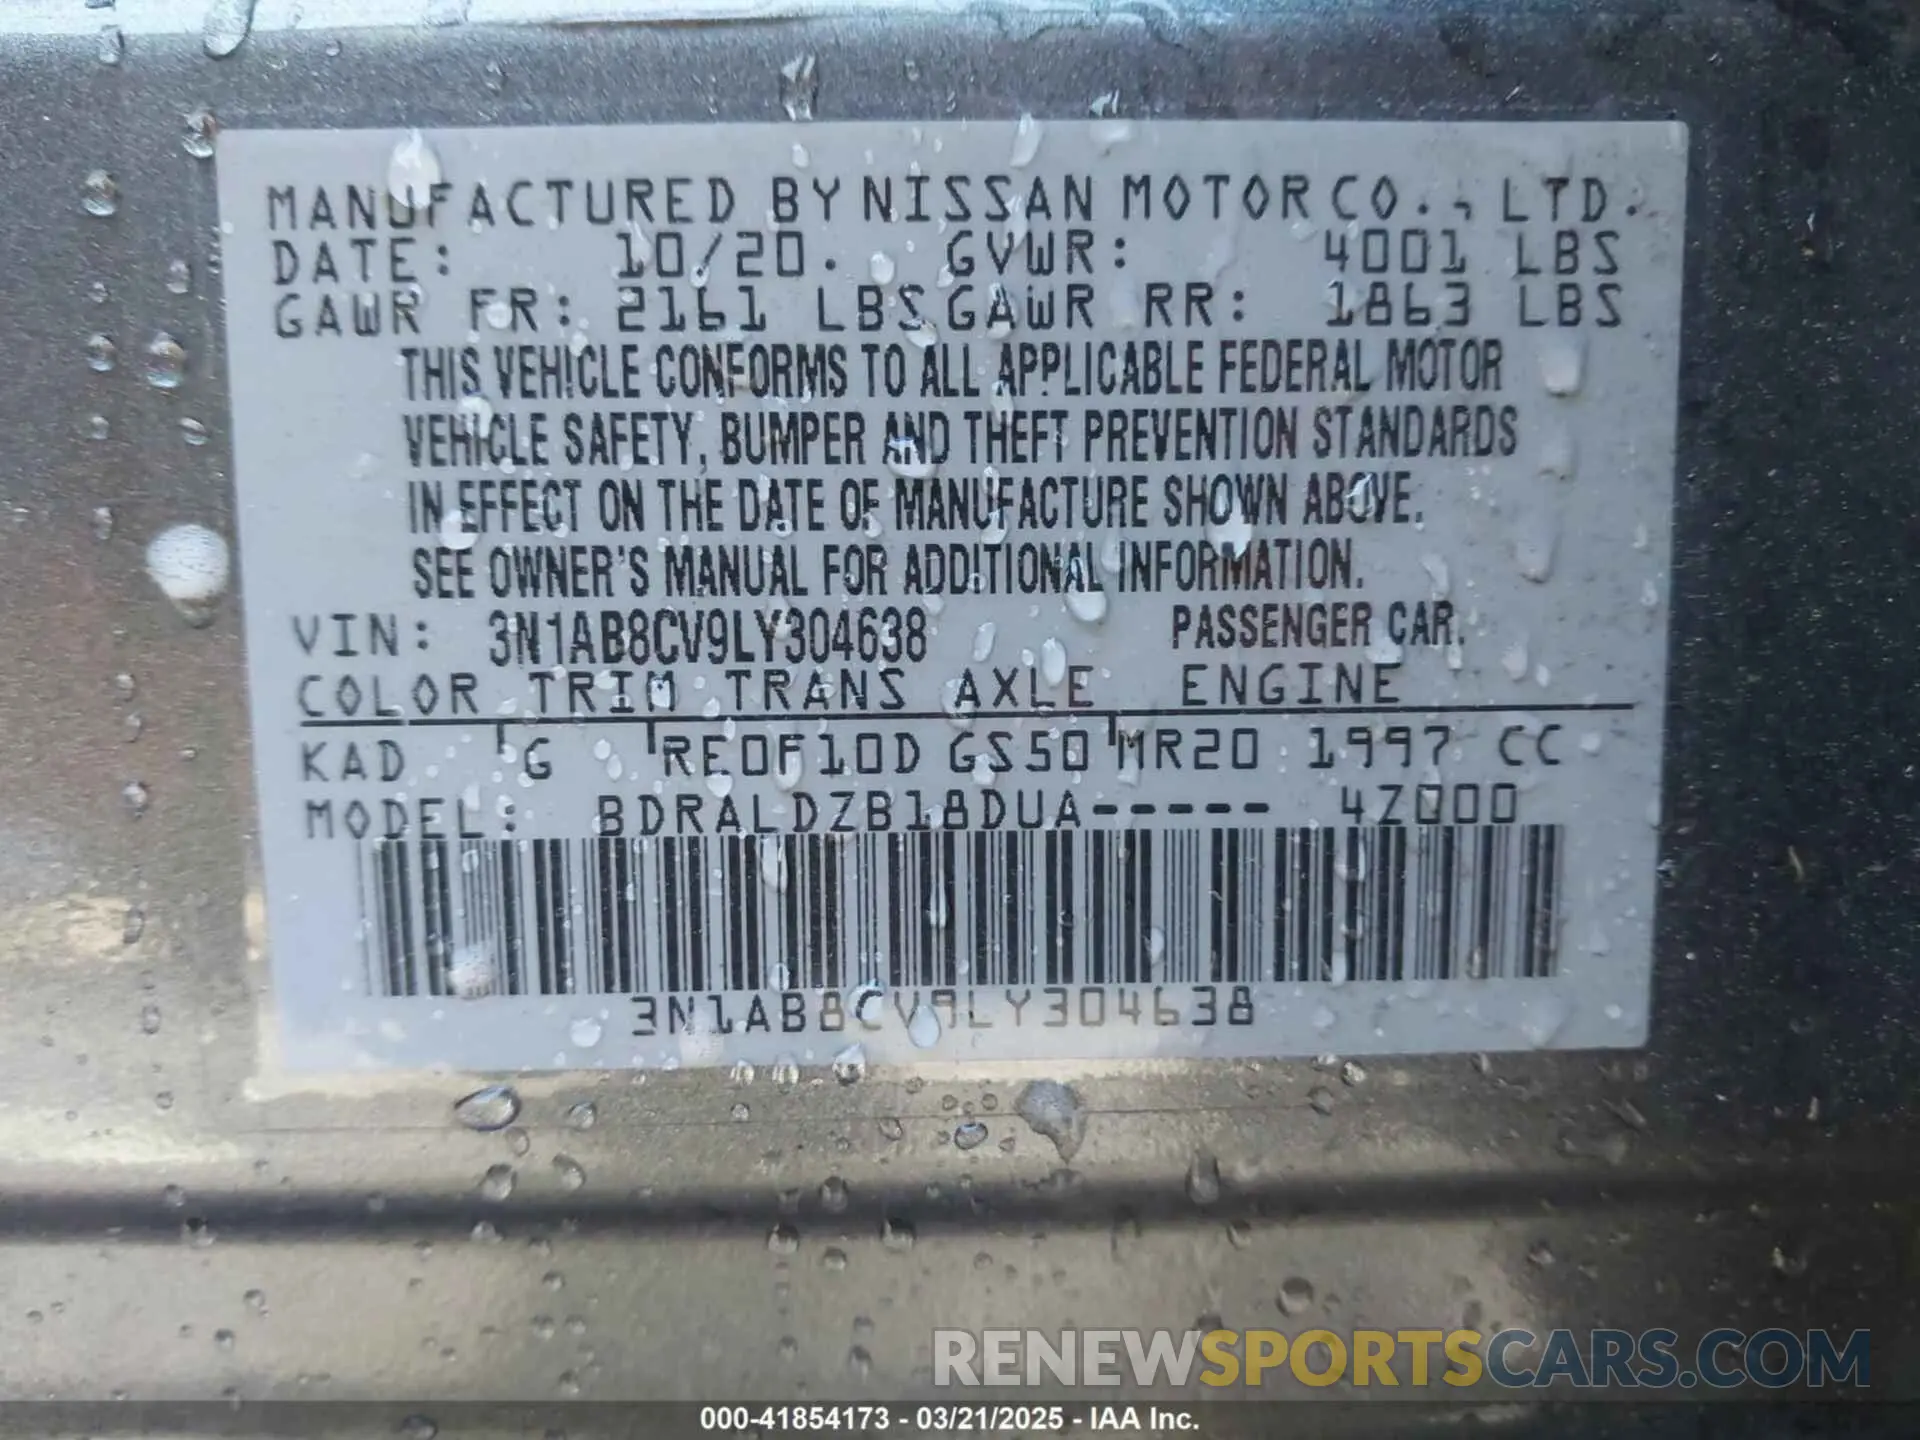 MANUFACTURED BY NISSAN MOTOR CO., LTD.
DATE: 10/20. GVWR: 4001 LBS
GAWR FR: 2161 LBS GAWR RR: 1863 LBS
THIS VEHICLE CONFORMS TO ALL APPLICABLE FEDERAL MOTOR
VEHICLE SAFETY, BUMPER AND THEFT PREVENTION STANDARDS
IN EFFECT ON THE DATE OF MANUFACTURE SHOWN ABOVE.
SEE OWNER'S MANUAL FOR ADDITIONAL INFORMATION.
VIN: 3N1AB8CV9LY304638 PASSENGER CAR.
COLOR TRIM TRANS AXLE ENGINE
KAD G RE0F10D GS50 MR20 1997 CC
MODEL: BDRALDZB18DUA----- 4Z000
3N1AB8CV9LY304638
RENEWSPORTSCARS.COM
000-41854173 - 03/21/2025 - IAA Inc.